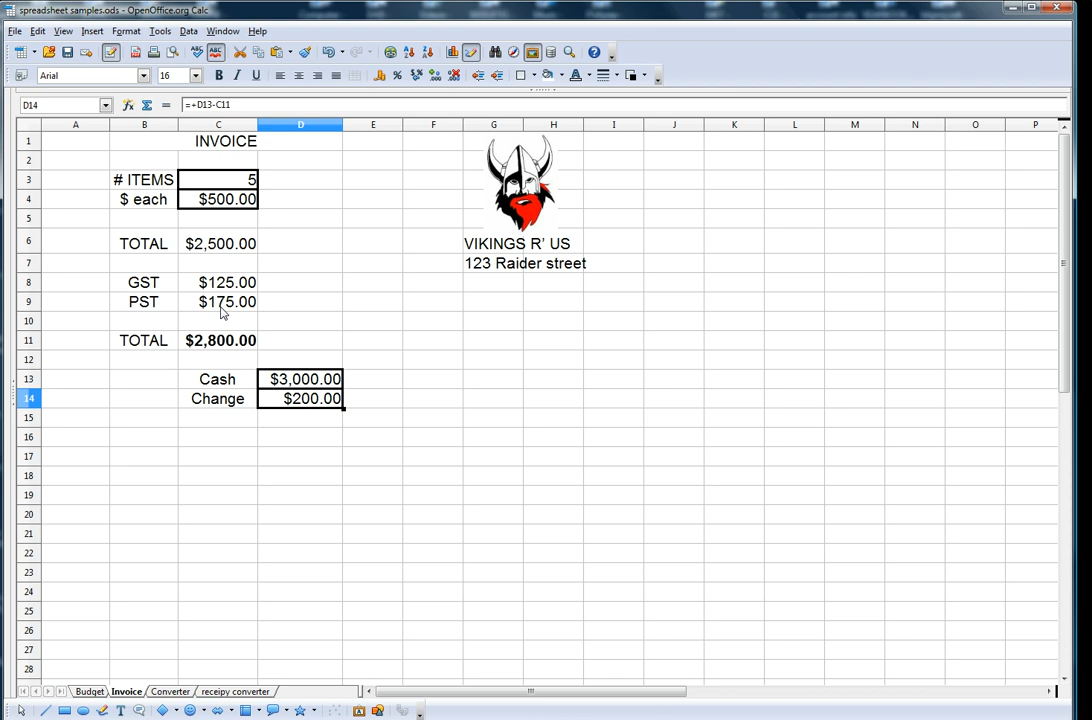 spreadsheet samples.ods - OpenOffice.org Calc
File Edit View Insert Format Tools Data Window Help
Arial 16 B I U
D14 =+D13-C11
A B C D E F G H I J K L M N O P
1 INVOICE
2
3 # ITEMS 5
4 $ each $500.00
5
6 TOTAL $2,500.00 VIKINGS R' US
7 123 Raider street
8 GST $125.00
9 PST $175.00
10
11 TOTAL $2,800.00
12
13 Cash $3,000.00
14 Change $200.00
15
16
17
18
19
20
21
22
23
24
25
26
27
28
Budget Invoice Converter receipy converter